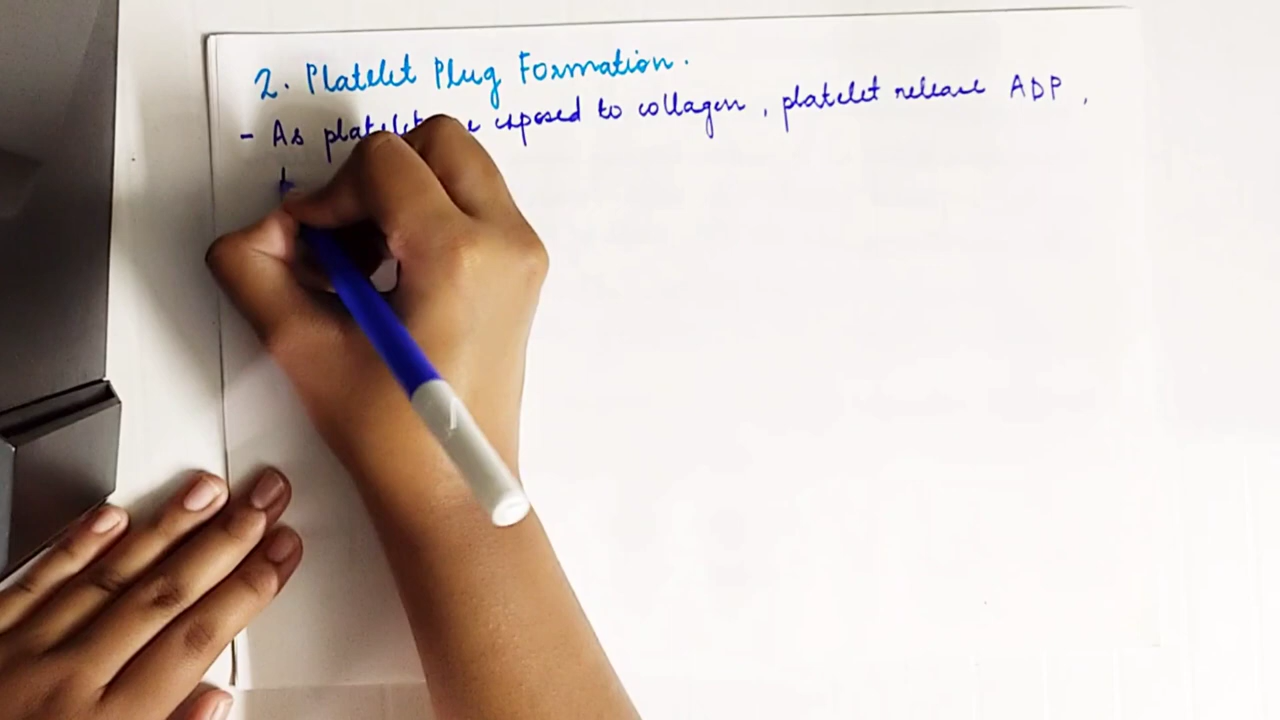 2. Platelet Plug Formation.
- As platelet exposed to collagen, platelet release ADP,